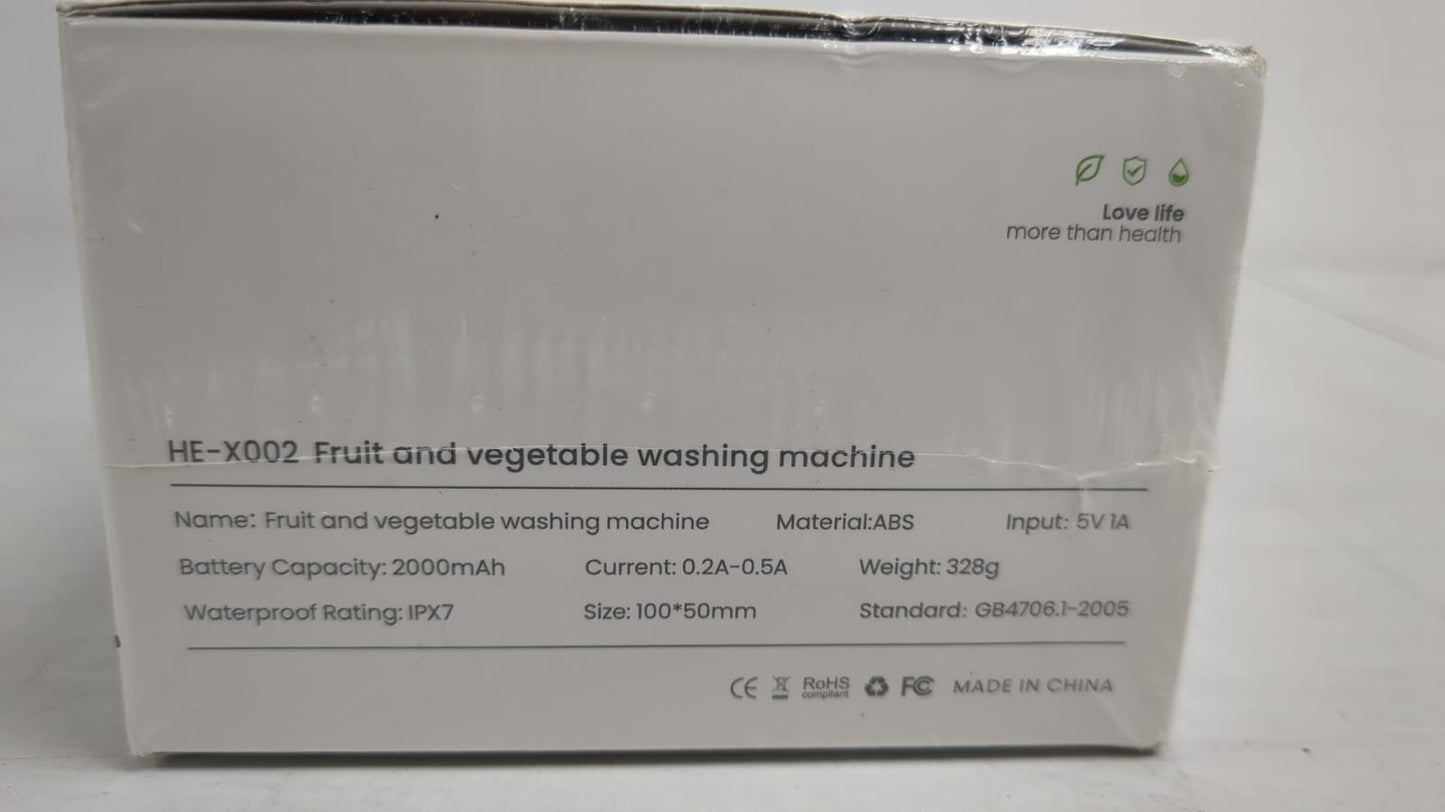 Love life
more than health
HE-X002 Fruit and vegetable washing machine
Name: Fruit and vegetable washing machine Material:ABS Input: 5V 1A
Battery Capacity: 2000mAh Current: 0.2A-0.5A Weight: 328g
Waterproof Rating: IPX7 Size: 100*50mm Standard: GB4706.1-2005
CE RoHS compliant FC MADE IN CHINA